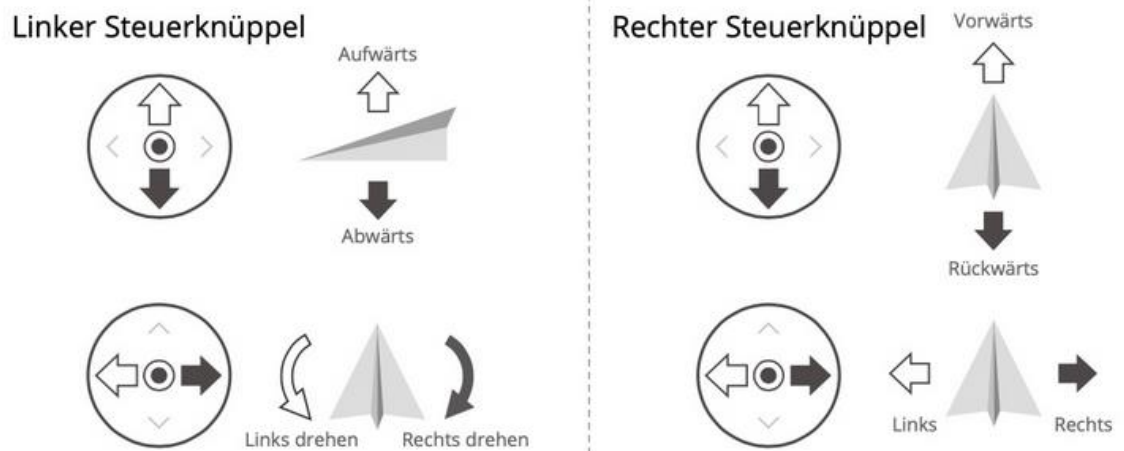 Linker Steuerknüppel
Aufwärts
Abwärts
Links drehen
Rechts drehen
Rechter Steuerknüppel
Vorwärts
Rückwärts
Links
Rechts